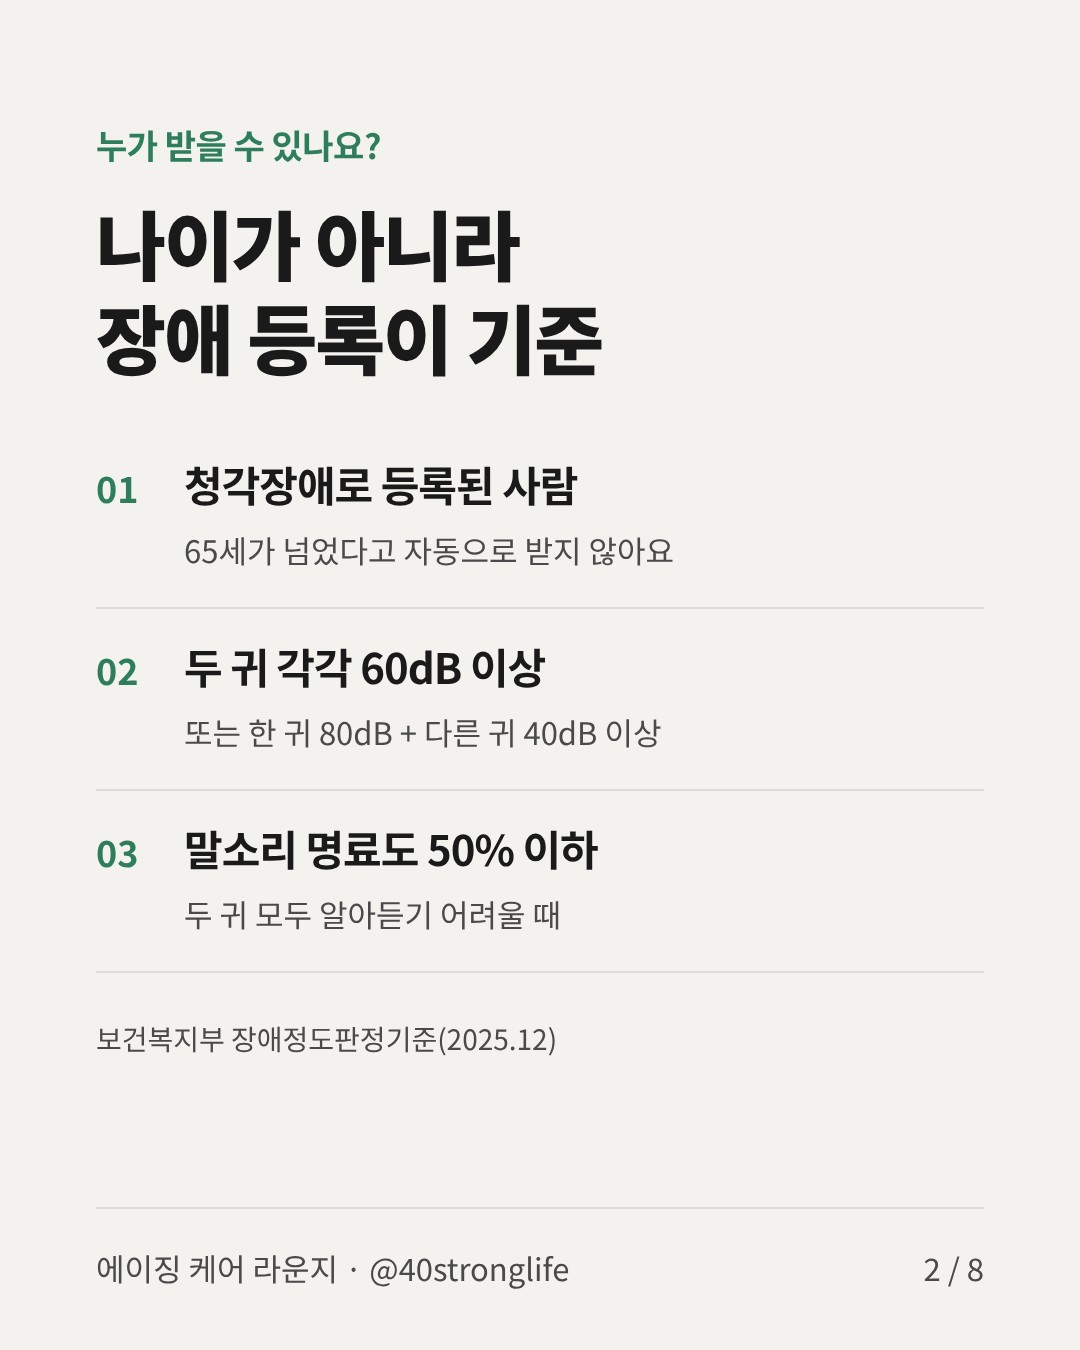 누가 받을 수 있나요?
나이가 아니라
장애 등록이 기준
01 청각장애로 등록된 사람
65세가 넘었다고 자동으로 받지 않아요
02 두 귀 각각 60dB 이상
또는 한 귀 80dB + 다른 귀 40dB 이상
03 말소리 명료도 50% 이하
두 귀 모두 알아듣기 어려울 때
보건복지부 장애정도판정기준(2025.12)
에이징 케어 라운지 · @40stronglife 2 / 8